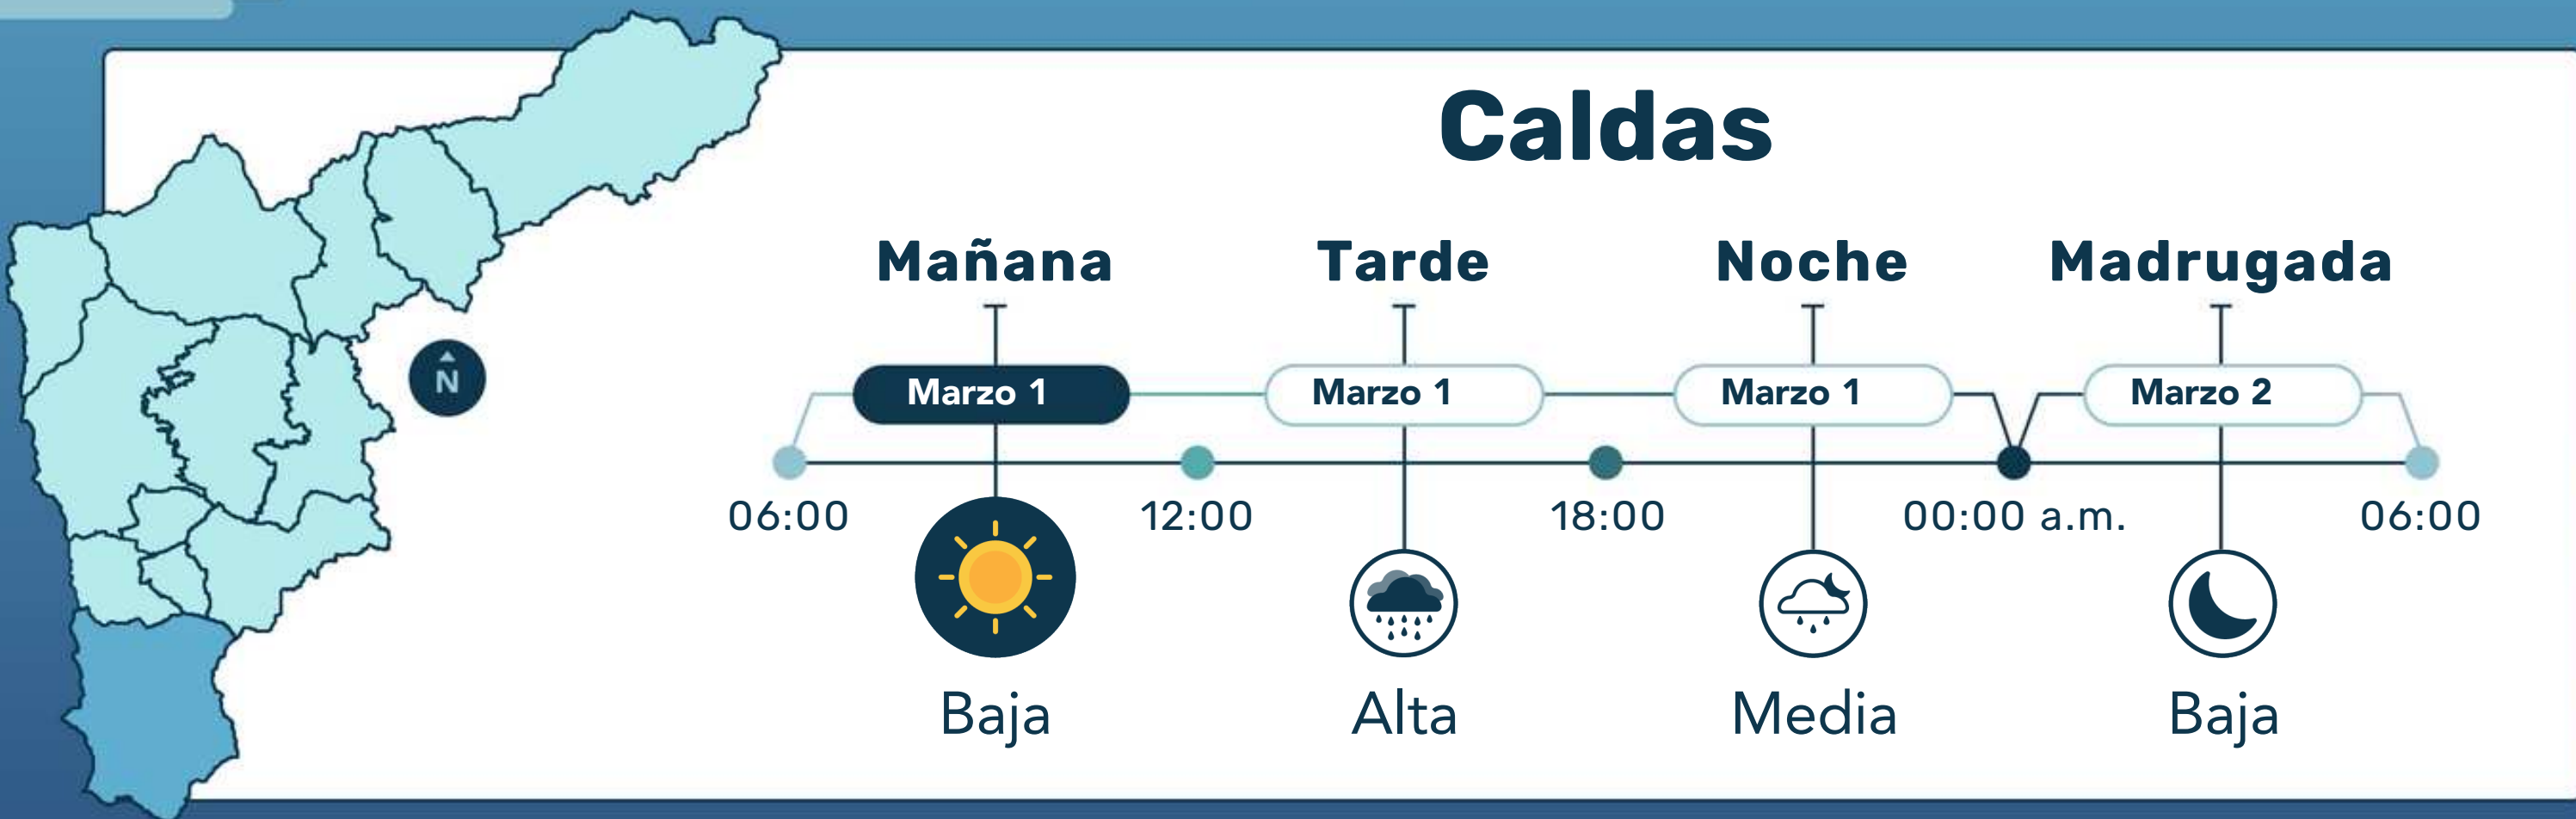 Caldas
Mañana Tarde Noche Madrugada
N
Marzo 1 Marzo 1 Marzo 1 Marzo 2
06:00 12:00 18:00 00:00 a.m. 06:00
Baja Alta Media Baja